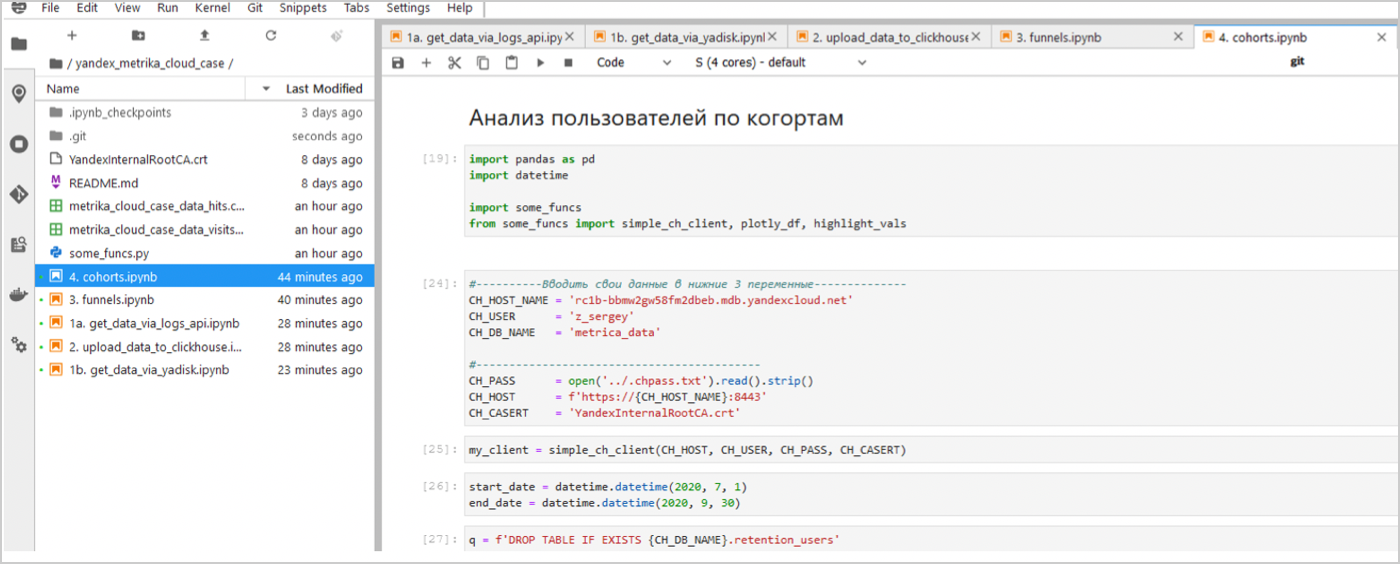 File Edit View Run Kernel Git Snippets Tabs Settings Help
/ yandex_metrika_cloud_case /
Name Last Modified
.ipynb_checkpoints 3 days ago
.git seconds ago
YandexInternalRootCA.crt 8 days ago
README.md 8 days ago
metrika_cloud_case_data_hits.c... an hour ago
metrika_cloud_case_data_visits... an hour ago
some_funcs.py an hour ago
4. cohorts.ipynb 44 minutes ago
3. funnels.ipynb 40 minutes ago
1a. get_data_via_logs_api.ipynb 28 minutes ago
2. upload_data_to_clickhouse.i... 28 minutes ago
1b. get_data_via_yadisk.ipynb 23 minutes ago
1a. get_data_via_logs_api.ipy 1b. get_data_via_yadisk.ipynl 2. upload_data_to_clickhouse 3. funnels.ipynb 4. cohorts.ipynb
Code S (4 cores) - default git
Анализ пользователей по когортам
[19]: import pandas as pd
import datetime
import some_funcs
from some_funcs import simple_ch_client, plotly_df, highlight_vals
[24]: #----------Вводить свои данные в нижние 3 переменные--------------
CH_HOST_NAME = 'rc1b-bbmw2gw58fm2dbeb.mdb.yandexcloud.net'
CH_USER = 'z_sergey'
CH_DB_NAME = 'metrica_data'
#------------------------------------------
CH_PASS = open('../.chpass.txt').read().strip()
CH_HOST = f'https://{CH_HOST_NAME}:8443'
CH_CASERT = 'YandexInternalRootCA.crt'
[25]: my_client = simple_ch_client(CH_HOST, CH_USER, CH_PASS, CH_CASERT)
[26]: start_date = datetime.datetime(2020, 7, 1)
end_date = datetime.datetime(2020, 9, 30)
[27]: q = f'DROP TABLE IF EXISTS {CH_DB_NAME}.retention_users'